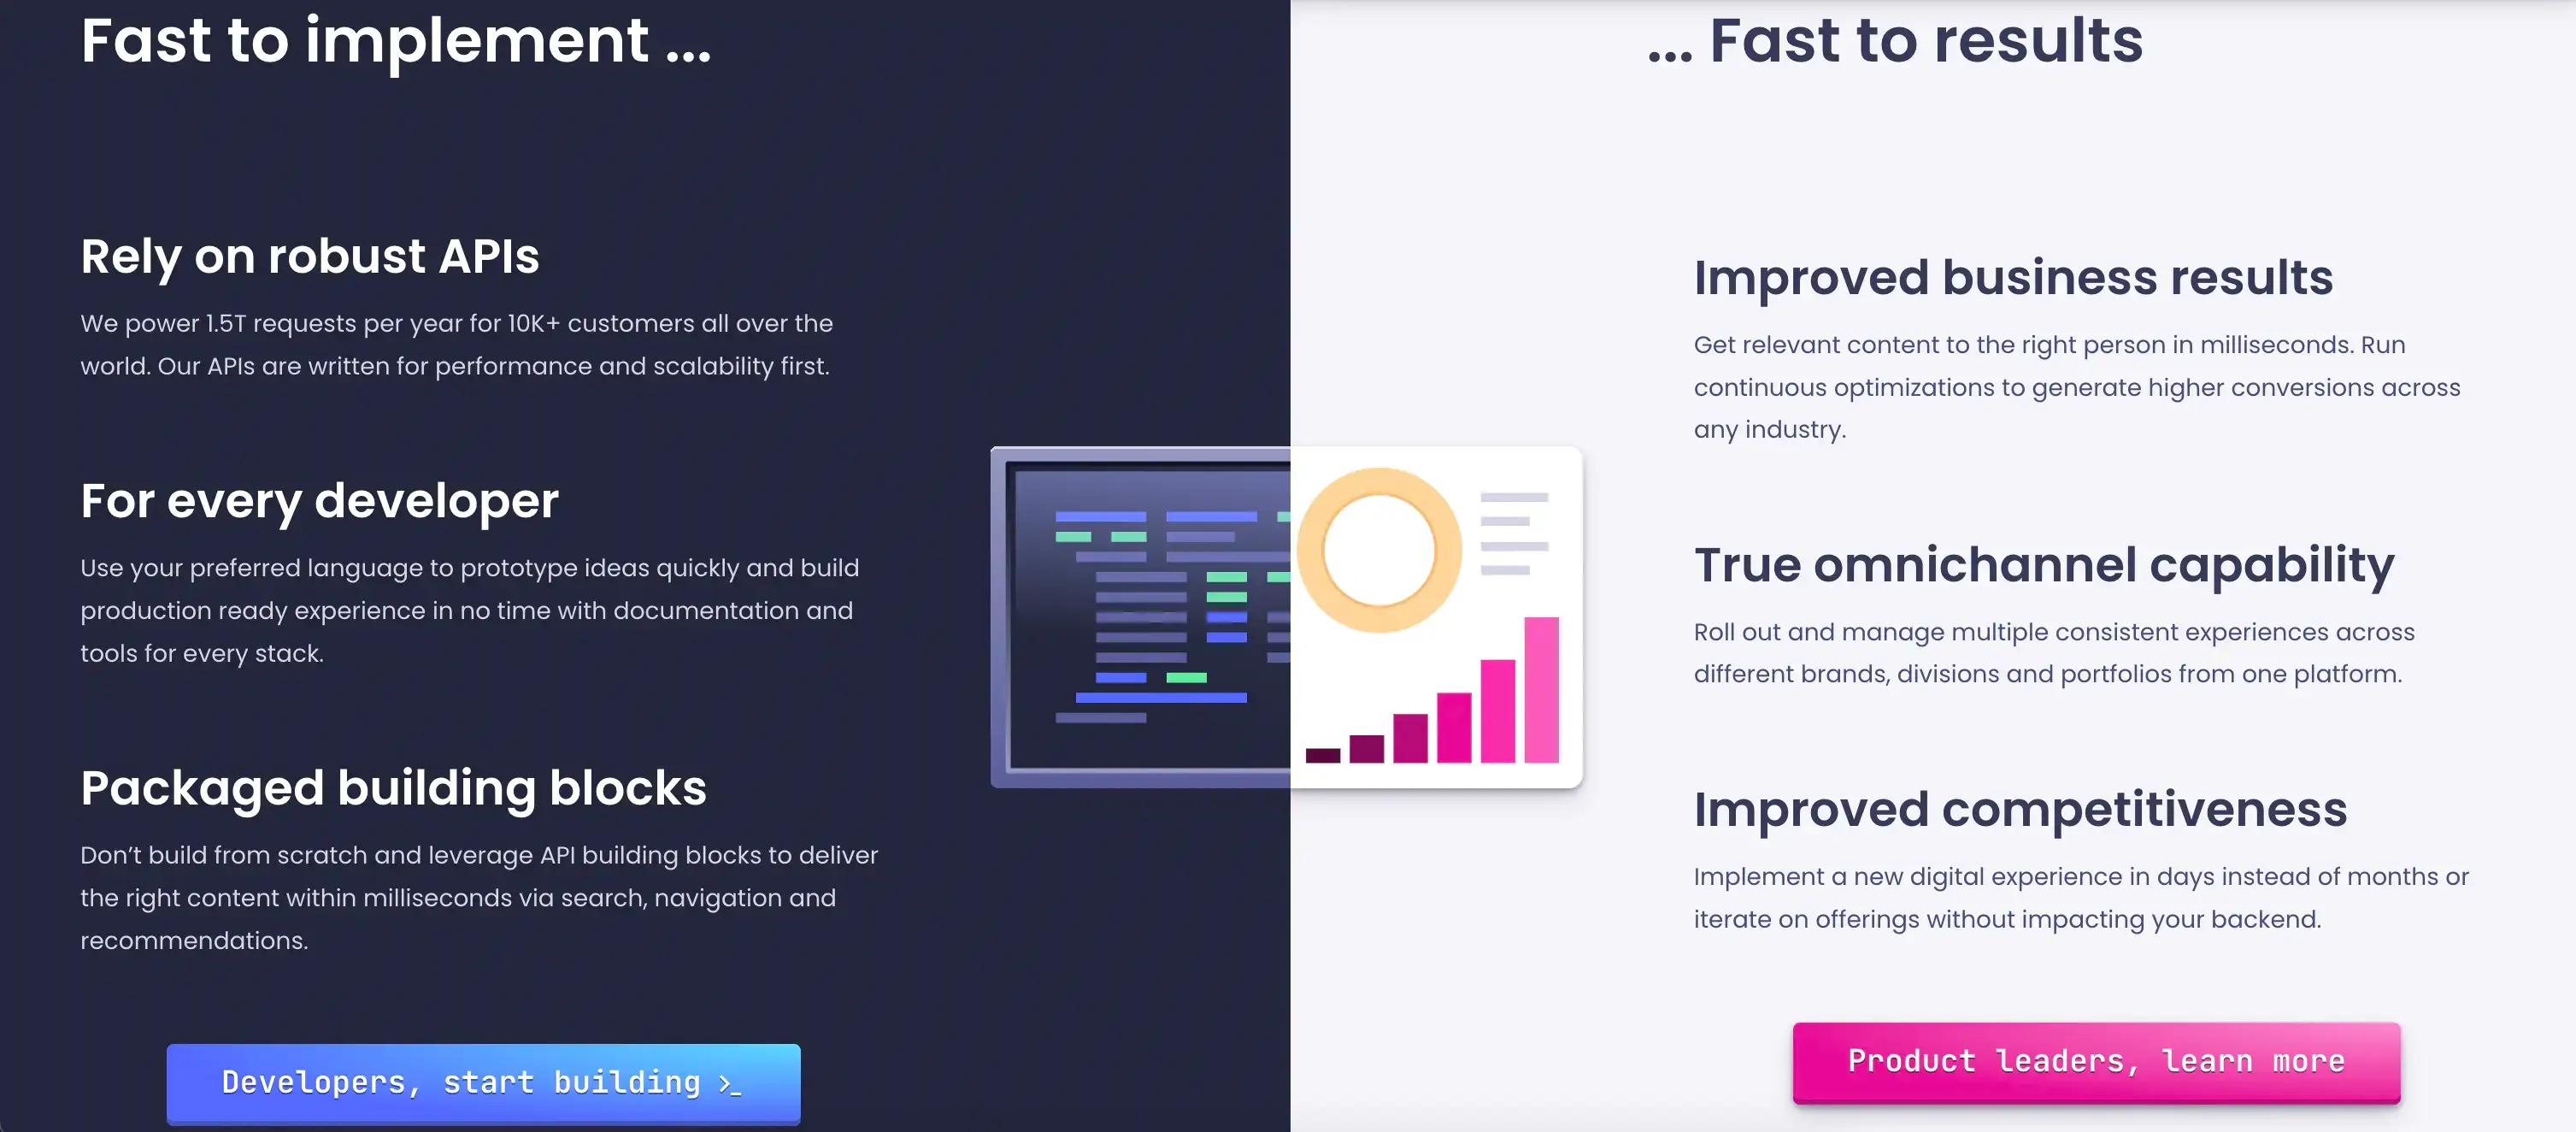 Fast to implement ...
Rely on robust APIs
We power 1.5T requests per year for 10K+ customers all over the
world. Our APIs are written for performance and scalability first.
For every developer
Use your preferred language to prototype ideas quickly and build
production ready experience in no time with documentation and
tools for every stack.
Packaged building blocks
Don’t build from scratch and leverage API building blocks to deliver
the right content within milliseconds via search, navigation and
recommendations.
Developers, start building >_
... Fast to results
Improved business results
Get relevant content to the right person in milliseconds. Run
continuous optimizations to generate higher conversions across
any industry.
True omnichannel capability
Roll out and manage multiple consistent experiences across
different brands, divisions and portfolios from one platform.
Improved competitiveness
Implement a new digital experience in days instead of months or
iterate on offerings without impacting your backend.
Product leaders, learn more